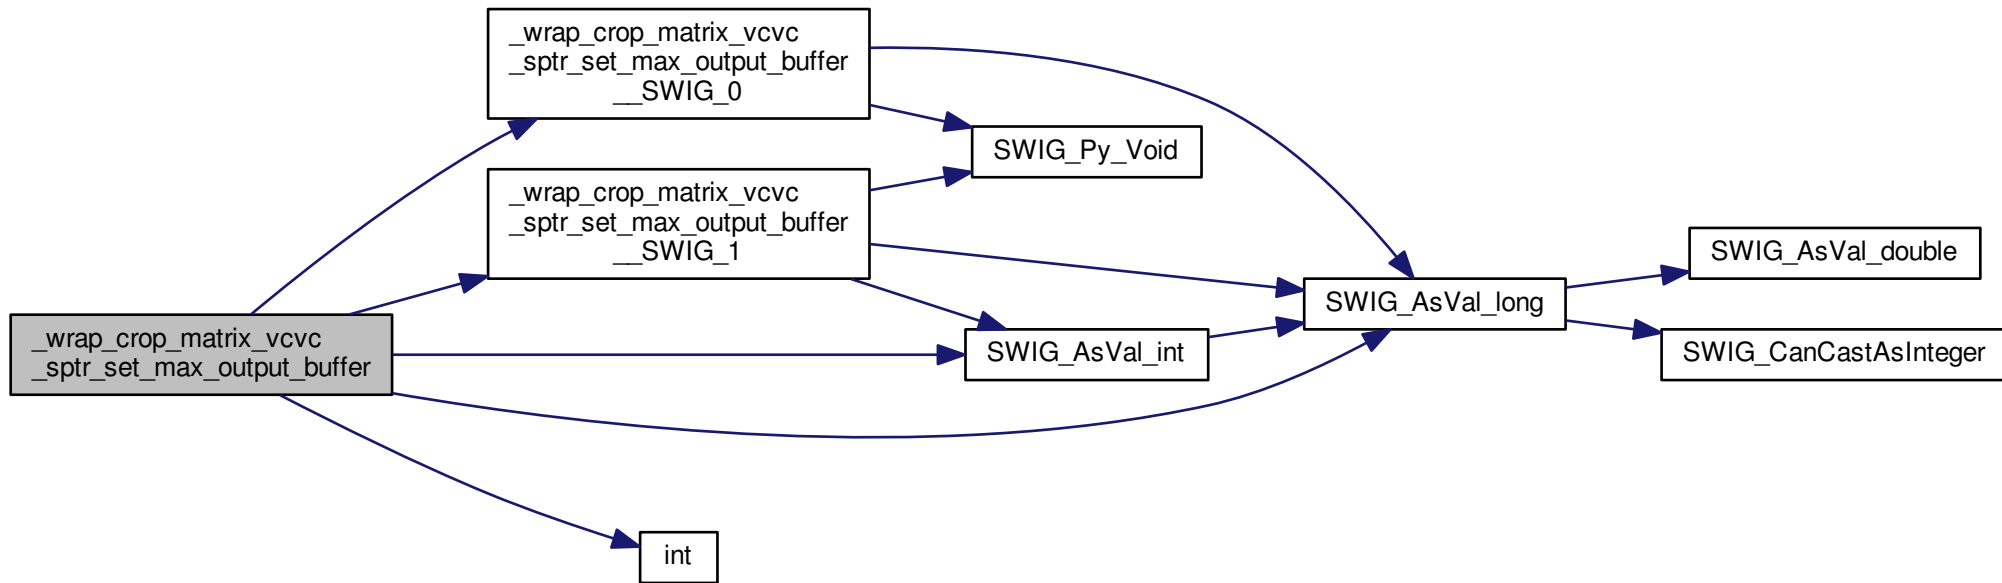 _wrap_crop_matrix_vcvc
_sptr_set_max_output_buffer
__SWIG_0
SWIG_Py_Void
_wrap_crop_matrix_vcvc
_sptr_set_max_output_buffer
__SWIG_1
SWIG_AsVal_double
SWIG_AsVal_long
_wrap_crop_matrix_vcvc
_sptr_set_max_output_buffer
SWIG_AsVal_int
SWIG_CanCastAsInteger
int